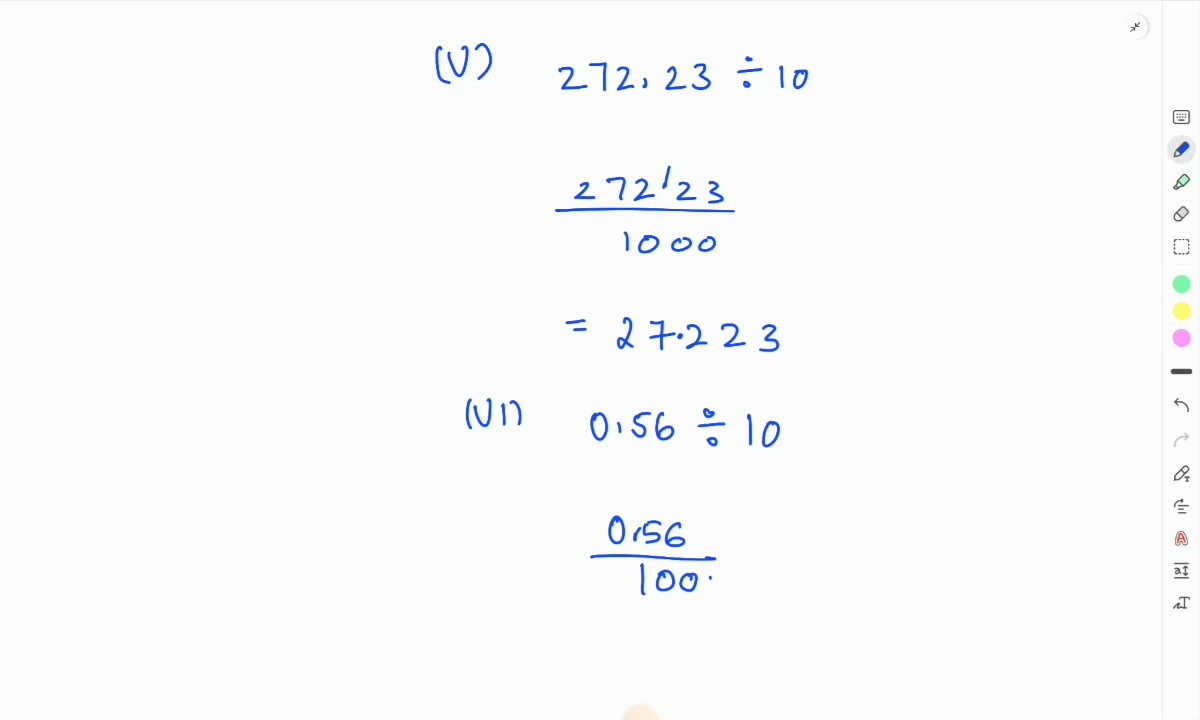 (V) 272.23 ÷ 10
272.23
1000
= 27.223
(VI) 0.56 ÷ 10
0.56
100